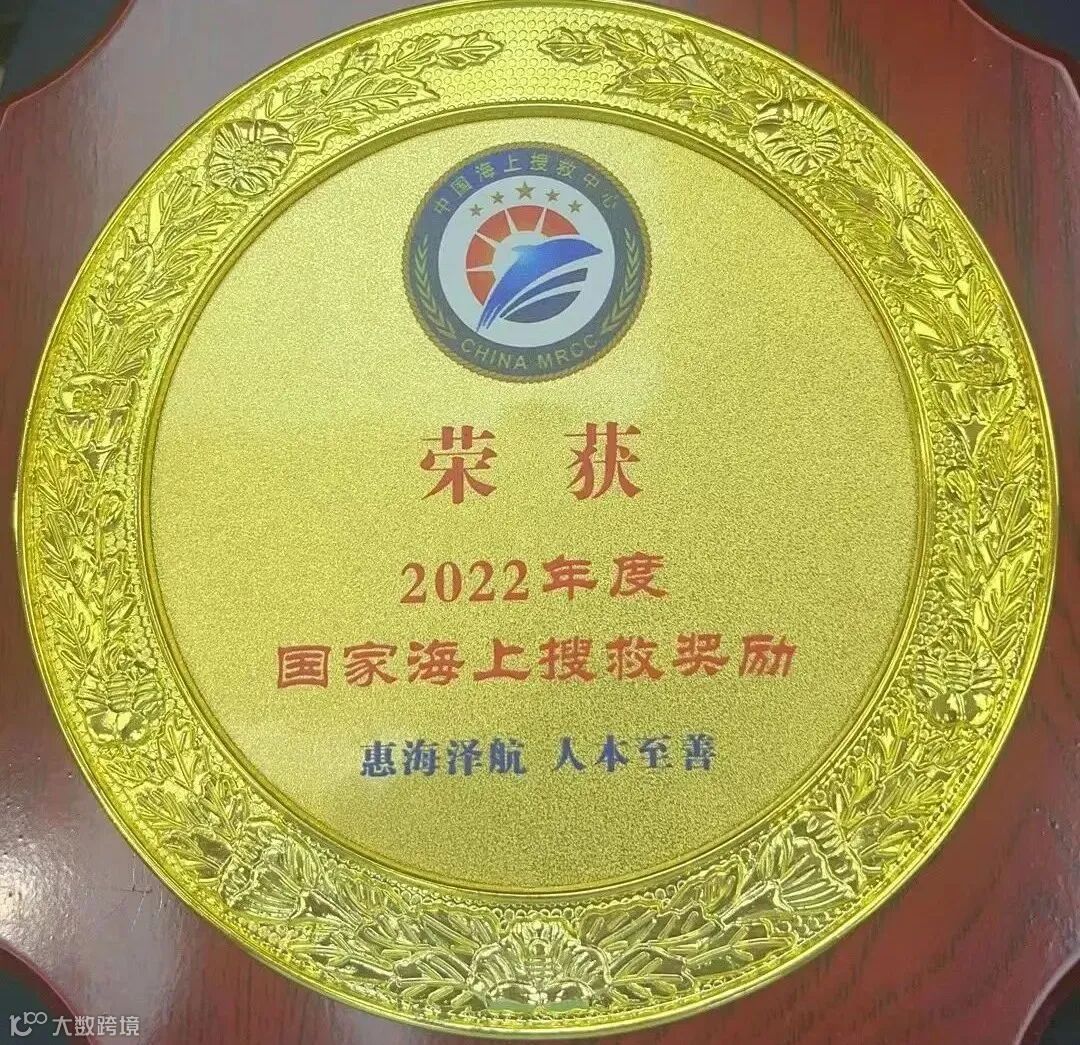 中国海上搜救中心
CHINA MRCC
荣获
2022年度
国家海上搜救奖励
惠海泽航 人本至善
大数跨境